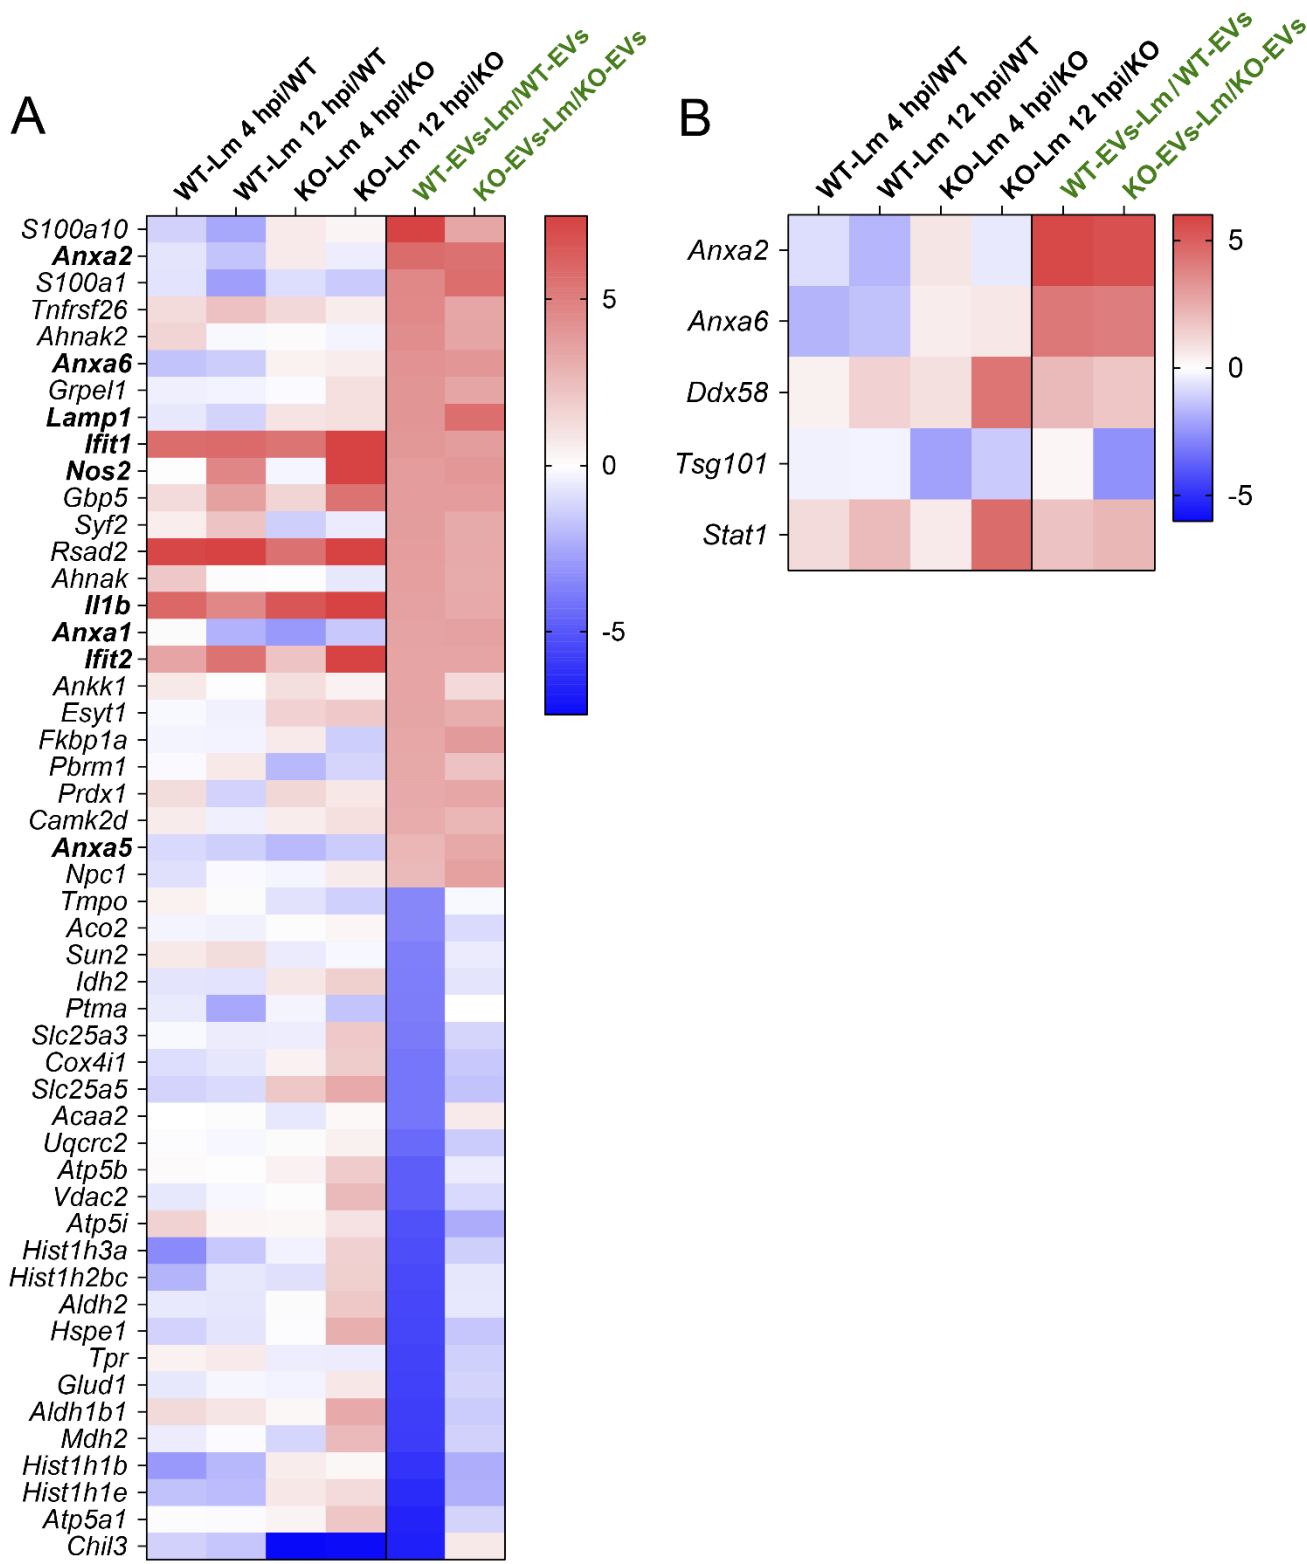 A
WT-Lm 4 hpi/WT
WT-Lm 12 hpi/WT
KO-Lm 4 hpi/KO
KO-Lm 12 hpi/KO
WT-EVs-Lm/WT-EVs
KO-EVs-Lm/KO-EVs
S100a10
Anxa2
S100a1
Tnfrsf26
Ahnak2
Anxa6
Grpel1
Lamp1
Ifit1
Nos2
Gbp5
Syf2
Rsad2
Ahnak
Il1b
Anxa1
Ifit2
Ankk1
Esyt1
Fkbp1a
Pbrm1
Prdx1
Camk2d
Anxa5
Npc1
Tmpo
Aco2
Sun2
Idh2
Ptma
Slc25a3
Cox4i1
Slc25a5
Acaa2
Uqcrc2
Atp5b
Vdac2
Atp5i
Hist1h3a
Hist1h2bc
Aldh2
Hspe1
Tpr
Glud1
Aldh1b1
Mdh2
Hist1h1b
Hist1h1e
Atp5a1
Chil3
5
0
-5
B
WT-Lm 4 hpi/WT
WT-Lm 12 hpi/WT
KO-Lm 4 hpi/KO
KO-Lm 12 hpi/KO
WT-EVs-Lm / WT-EVs
KO-EVs-Lm/KO-EVs
Anxa2
Anxa6
Ddx58
Tsg101
Stat1
5
0
-5